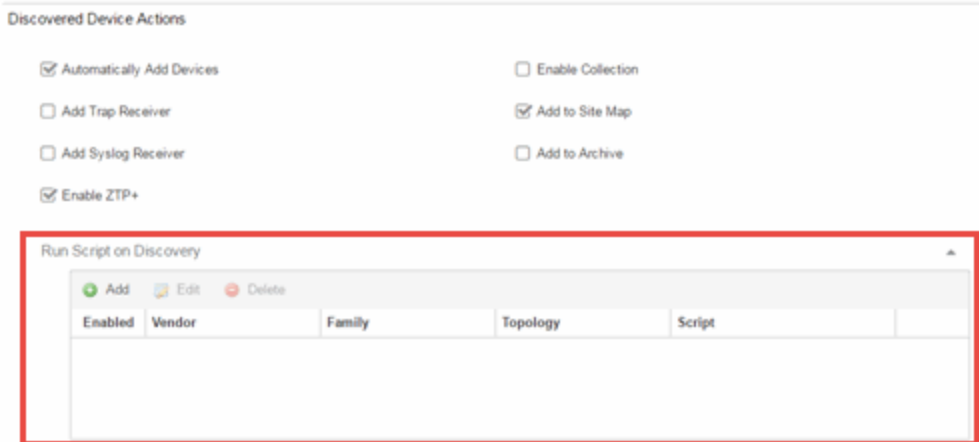 Discovered Device Actions
Automatically Add Devices Enable Collection
Add Trap Receiver Add to Site Map
Add Syslog Receiver Add to Archive
Enable ZTP+
Run Script on Discovery
Add Edit Delete
Enabled Vendor Family Topology Script